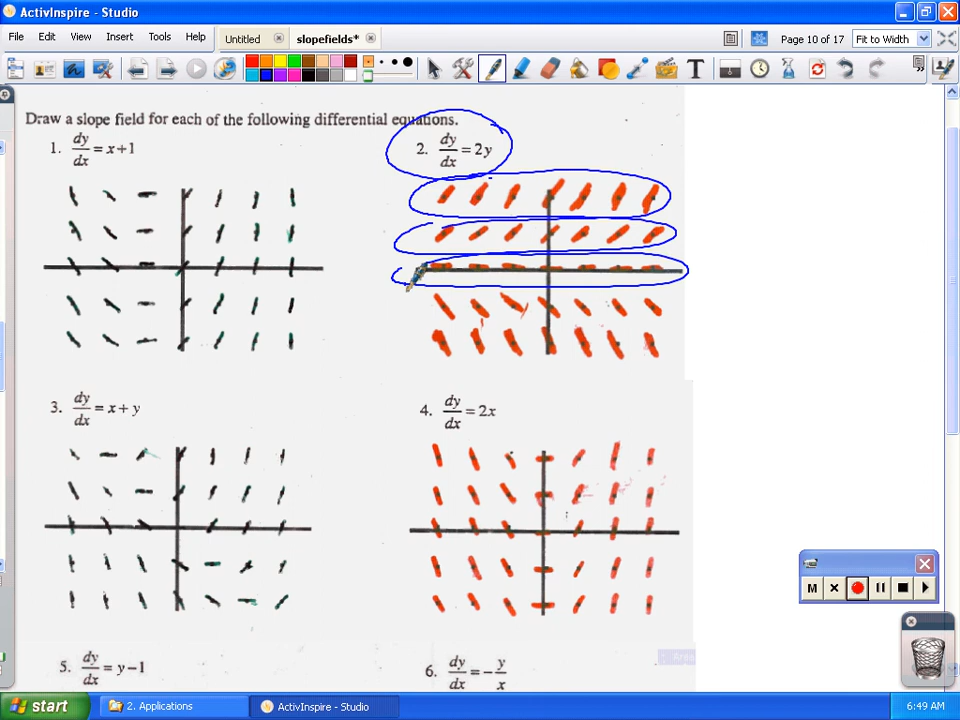 ActivInspire - Studio
File Edit View Insert Tools Help
Untitled
slopefields*
Page 10 of 17
Fit to Width
T
Draw a slope field for each of the following differential equations.
1. dy/dx = x+1
2. dy/dx = 2y
3. dy/dx = x+y
4. dy/dx = 2x
5. dy/dx = y−1
6. dy/dx = −y/x
M
start
2. Applications
ActivInspire - Studio
6:49 AM